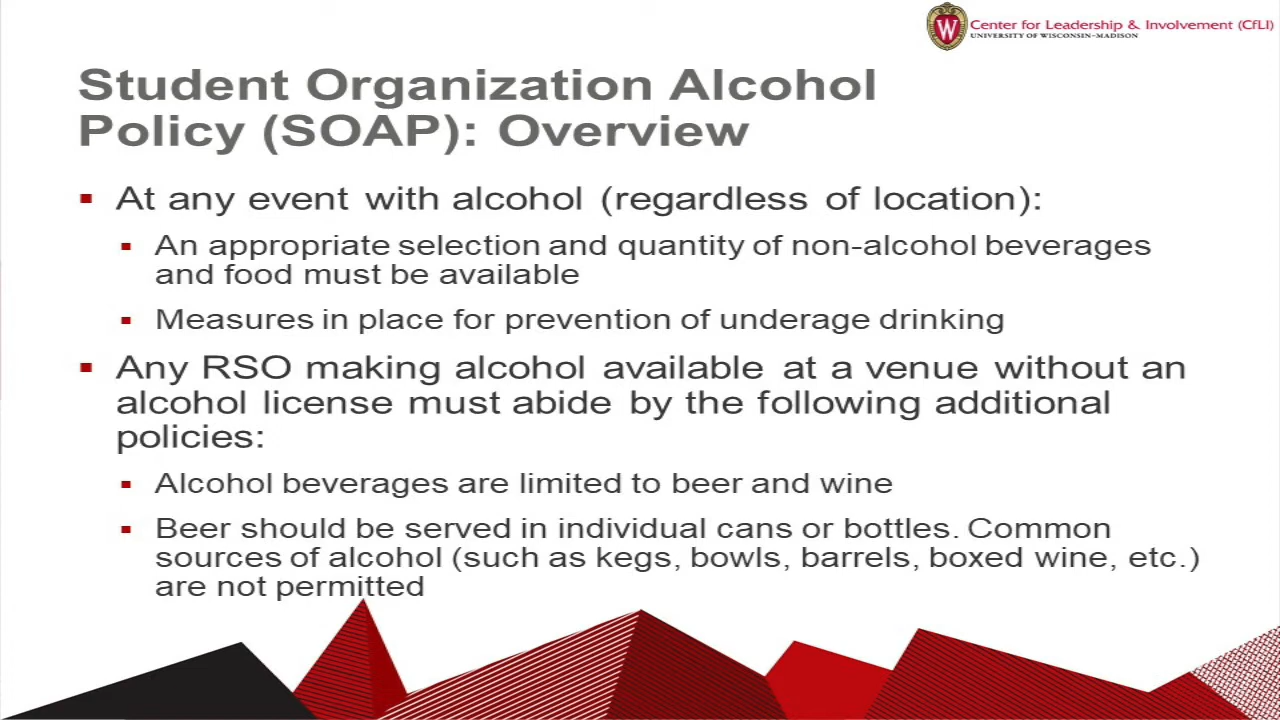 Center for Leadership & Involvement (CfLI)
UNIVERSITY OF WISCONSIN–MADISON
Student Organization Alcohol
Policy (SOAP): Overview
At any event with alcohol (regardless of location):
An appropriate selection and quantity of non-alcohol beverages
and food must be available
Measures in place for prevention of underage drinking
Any RSO making alcohol available at a venue without an
alcohol license must abide by the following additional
policies:
Alcohol beverages are limited to beer and wine
Beer should be served in individual cans or bottles. Common
sources of alcohol (such as kegs, bowls, barrels, boxed wine, etc.)
are not permitted